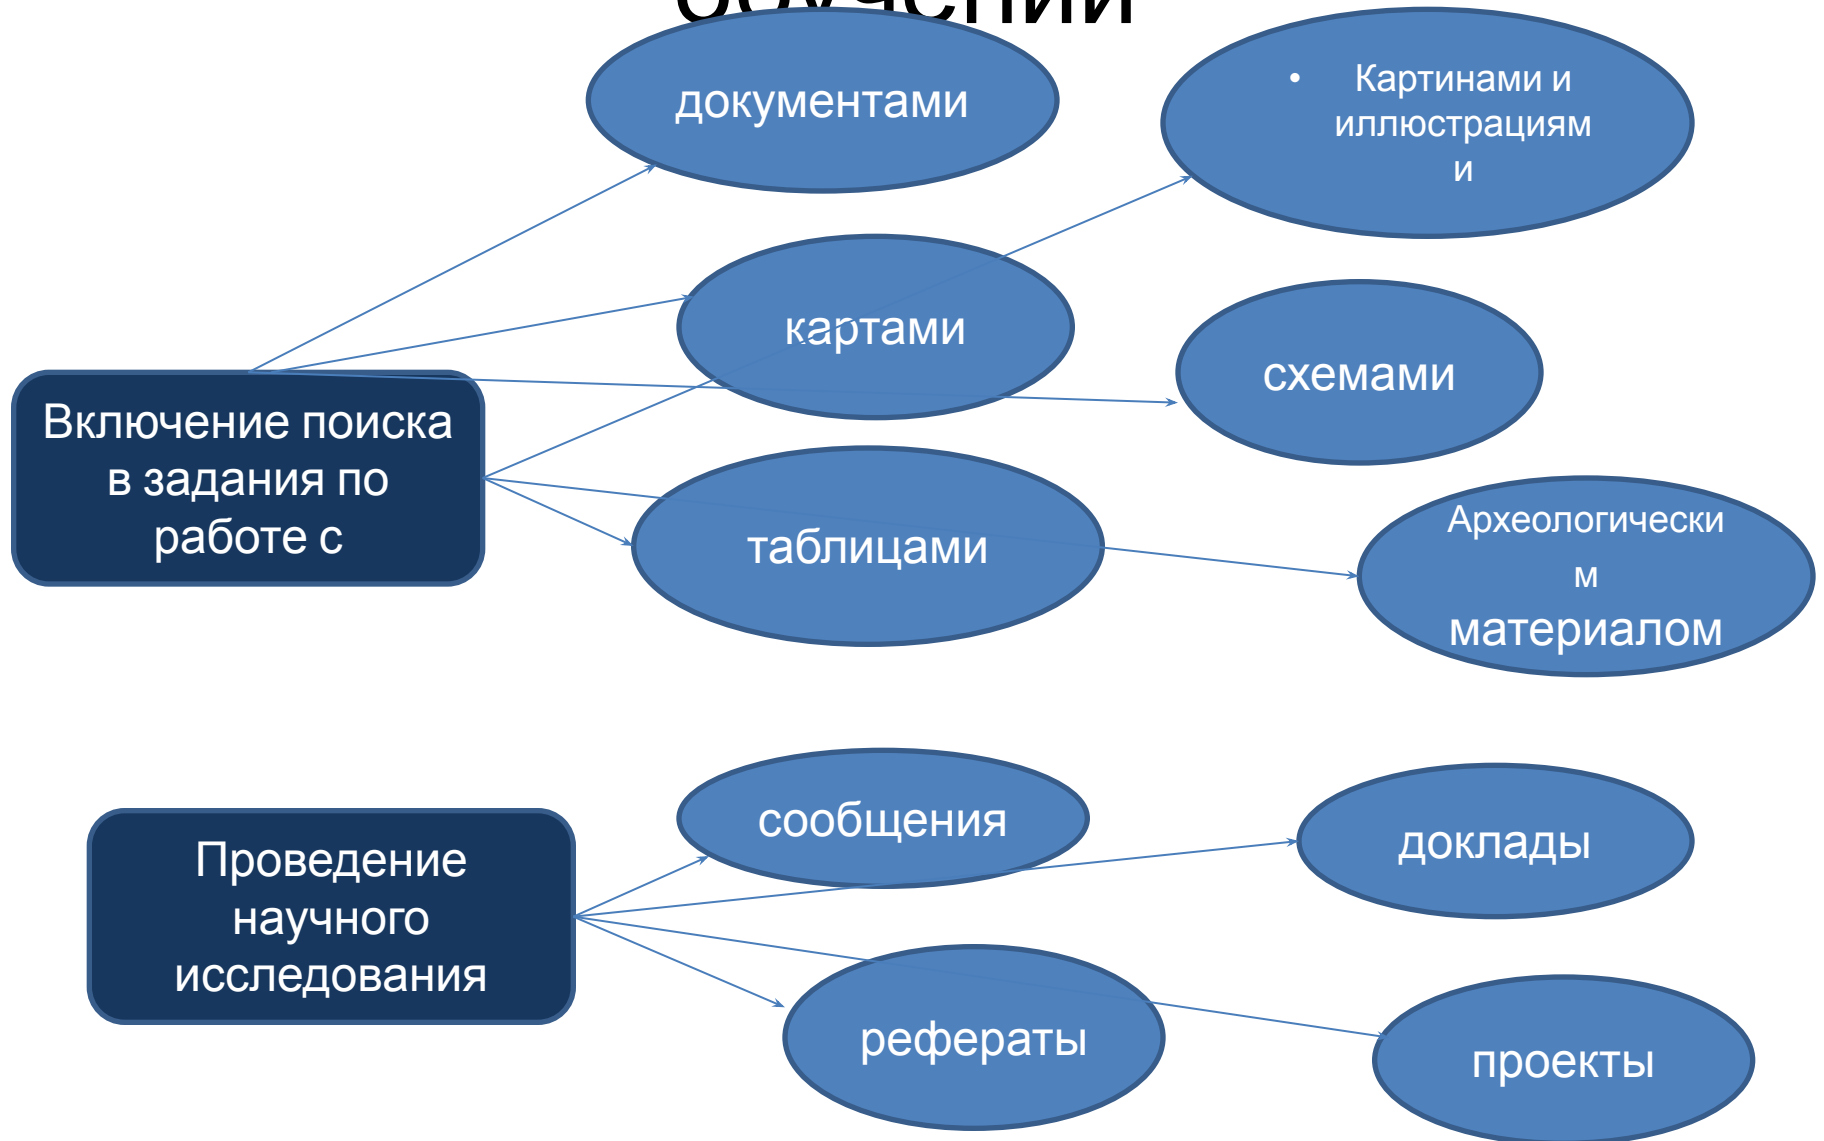 обучении
документами
• Картинами и
иллюстрациям
и
картами
схемами
Включение поиска
в задания по
работе с
таблицами
Археологически
м
материалом
сообщения
доклады
Проведение
научного
исследования
рефераты
проекты